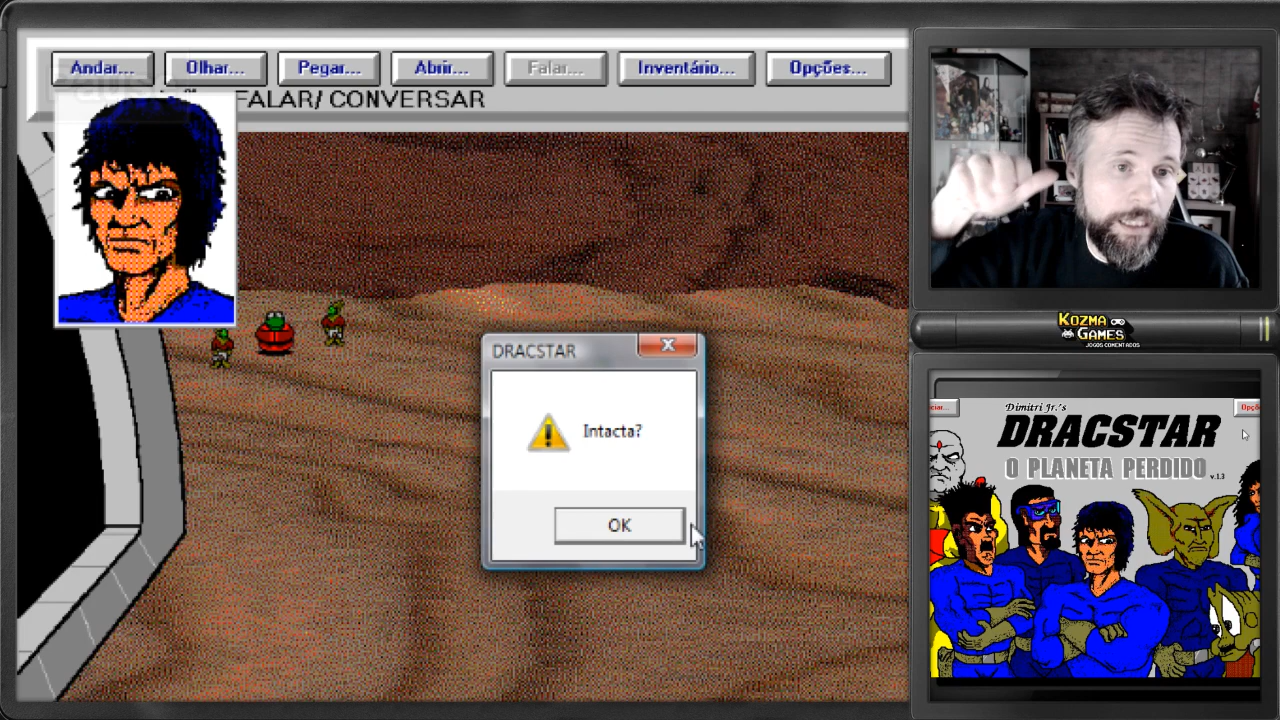 Andar...
Olhar...
Pegar...
Abrir...
Falar...
Inventário...
Opções...
FALAR/ CONVERSAR
DRACSTAR
Intacta?
OK
KOZMA
GAMES
JOGOS COMENTADOS
Dimitri Jr.'s
DRACSTAR
O PLANETA PERDIDO
v.1.3